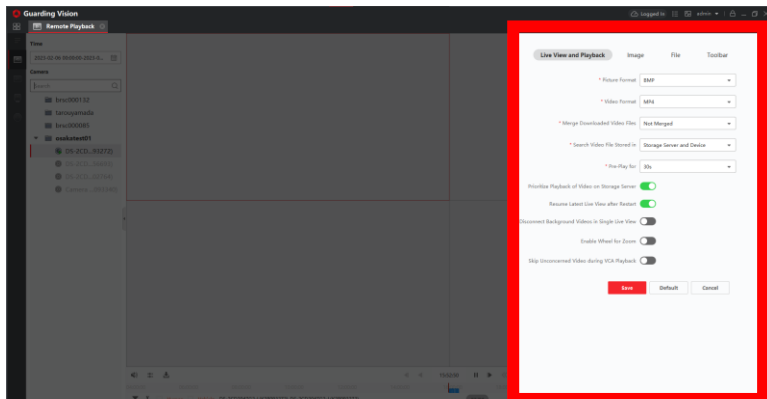 Guarding Vision
Logged in
admin
Remote Playback
Time
Camera
Search
brsc000132
taroyamada
brsc000085
osakatest01
Live View and Playback Image File Toolbar
* Picture Format BMP
* Video Format MP4
* Merge Downloaded Video Files Not Merged
* Search Video File Stored in Storage Server and Device
* Pre-Play for 30s
Prioritize Playback of Video on Storage Server
Resume Latest Live View after Restart
Disconnect Background Videos in Single Live View
Enable Wheel for Zoom
Skip Unconcerned Video during VCA Playback
Save Default Cancel